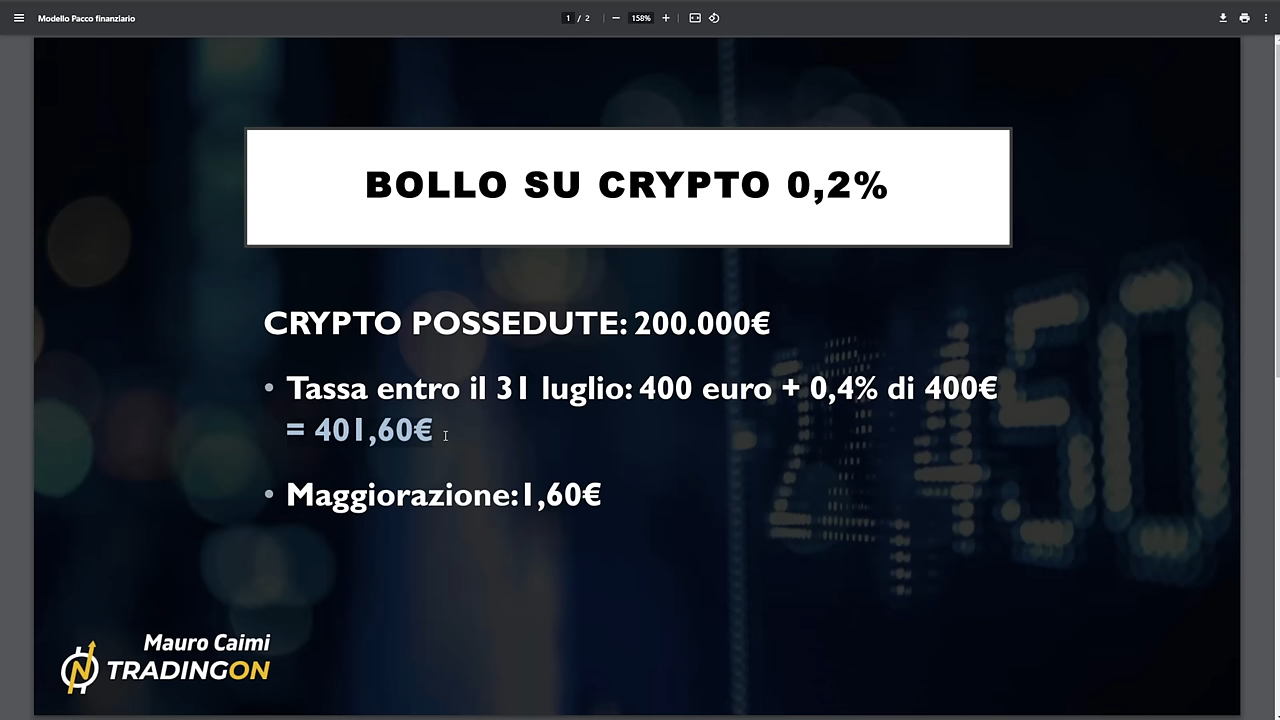 Modello Pacco finanziario
1 / 2
158%
BOLLO SU CRYPTO 0,2%
CRYPTO POSSEDUTE: 200.000€
• Tassa entro il 31 luglio: 400 euro + 0,4% di 400€
= 401,60€
• Maggiorazione:1,60€
450
Mauro Caimi
TRADINGON